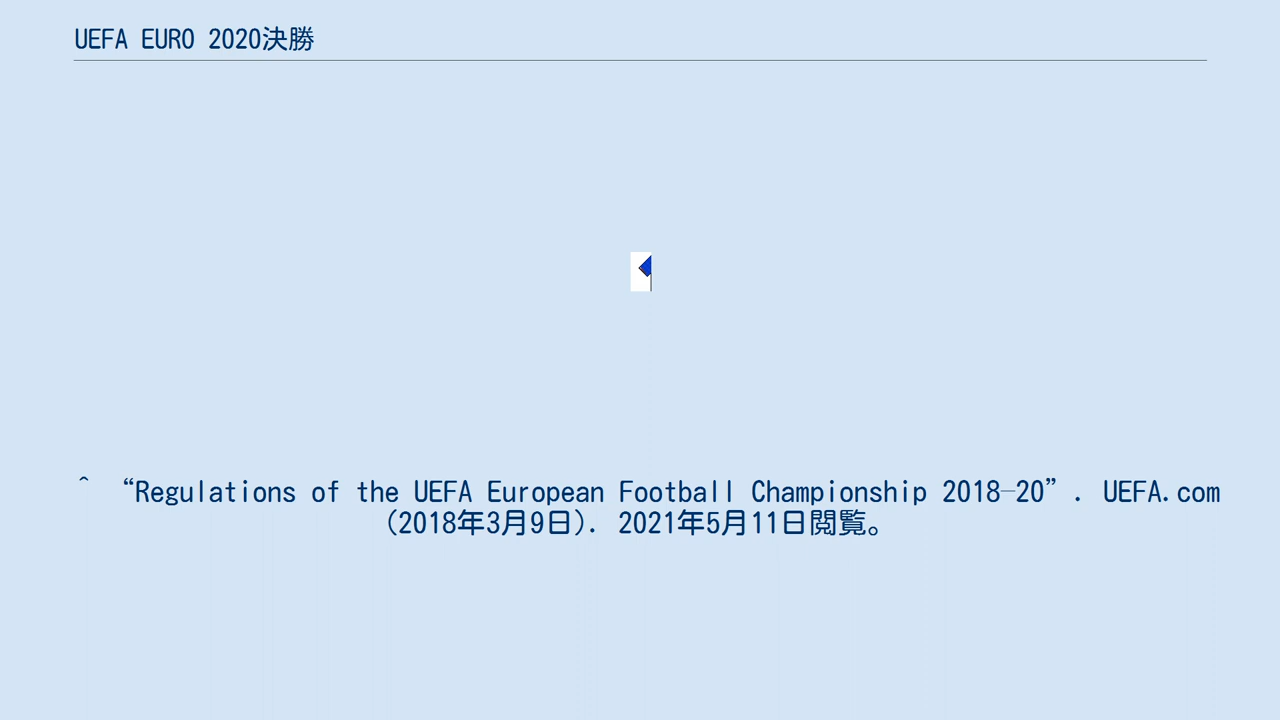 UEFA EURO 2020決勝
^ “Regulations of the UEFA European Football Championship 2018–20”. UEFA.com
(2018年3月9日). 2021年5月11日閲覧。